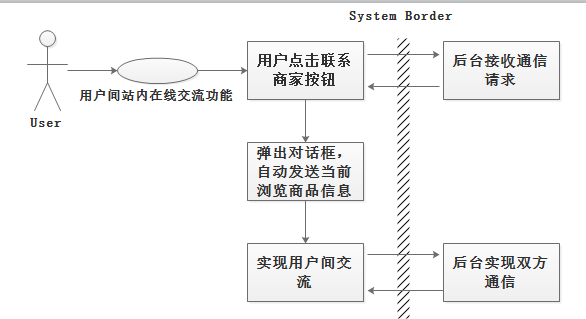 System Border
用户点击联系
商家按钮
后台接收通信
请求
用户间站内在线交流功能
User
弹出对话框，
自动发送当前
浏览商品信息
实现用户间交
流
后台实现双方
通信